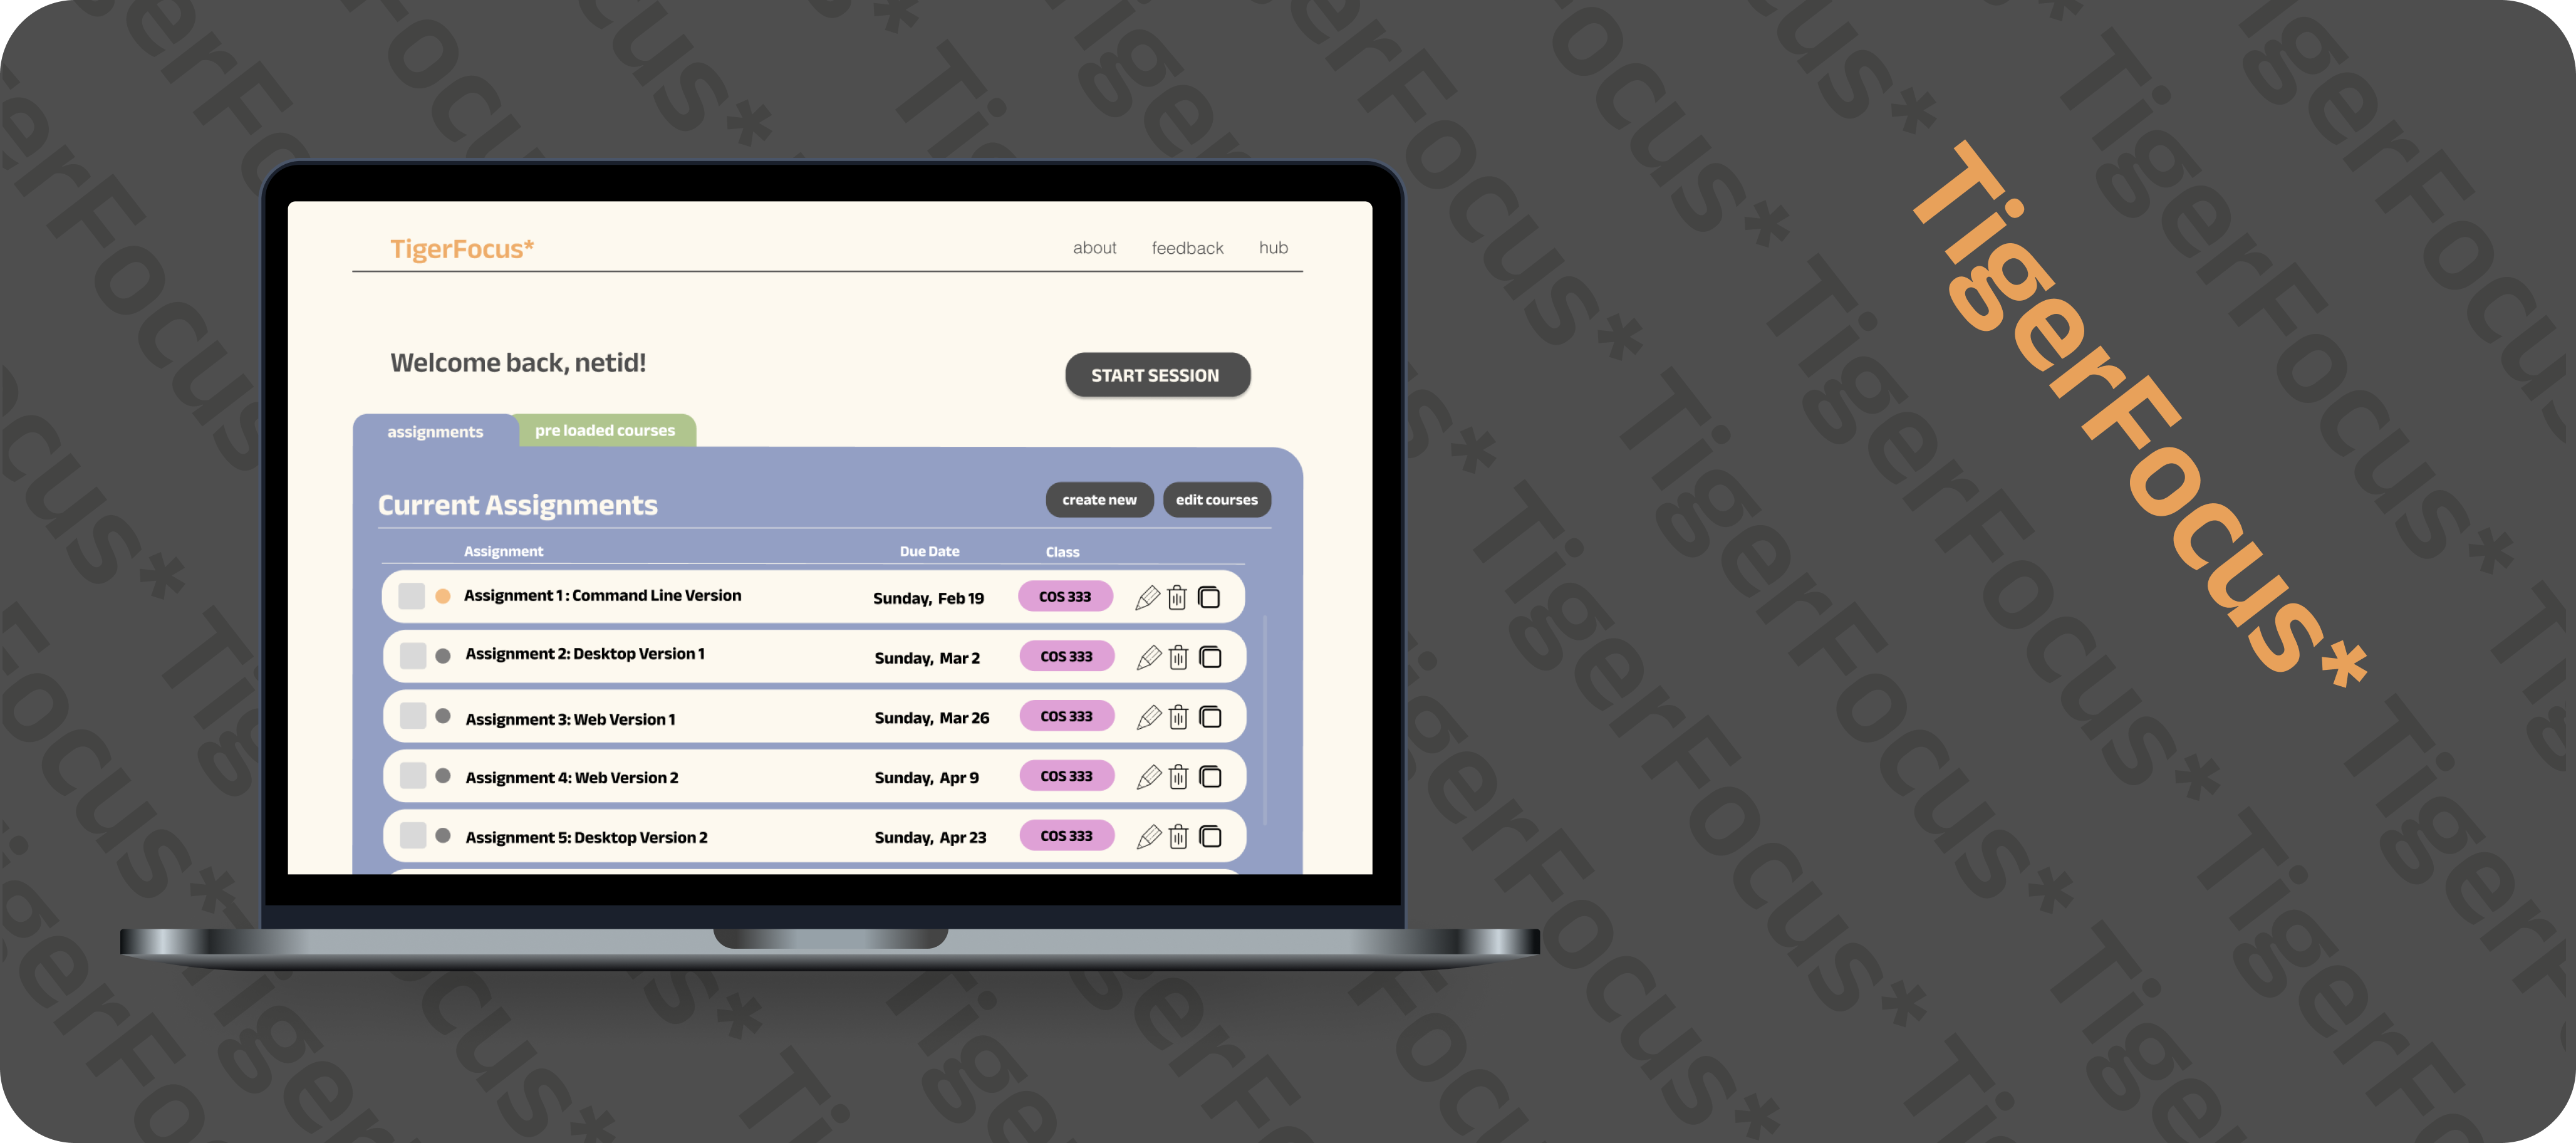 TigerFocus*
about feedback hub
Welcome back, netid!
START SESSION
assignments pre loaded courses
Current Assignments
create new edit courses
Assignment Due Date Class
Assignment 1: Command Line Version Sunday, Feb 19 COS 333
Assignment 2: Desktop Version 1 Sunday, Mar 2 COS 333
Assignment 3: Web Version 1 Sunday, Mar 26 COS 333
Assignment 4: Web Version 2 Sunday, Apr 9 COS 333
Assignment 5: Desktop Version 2 Sunday, Apr 23 COS 333
TigerFocus*